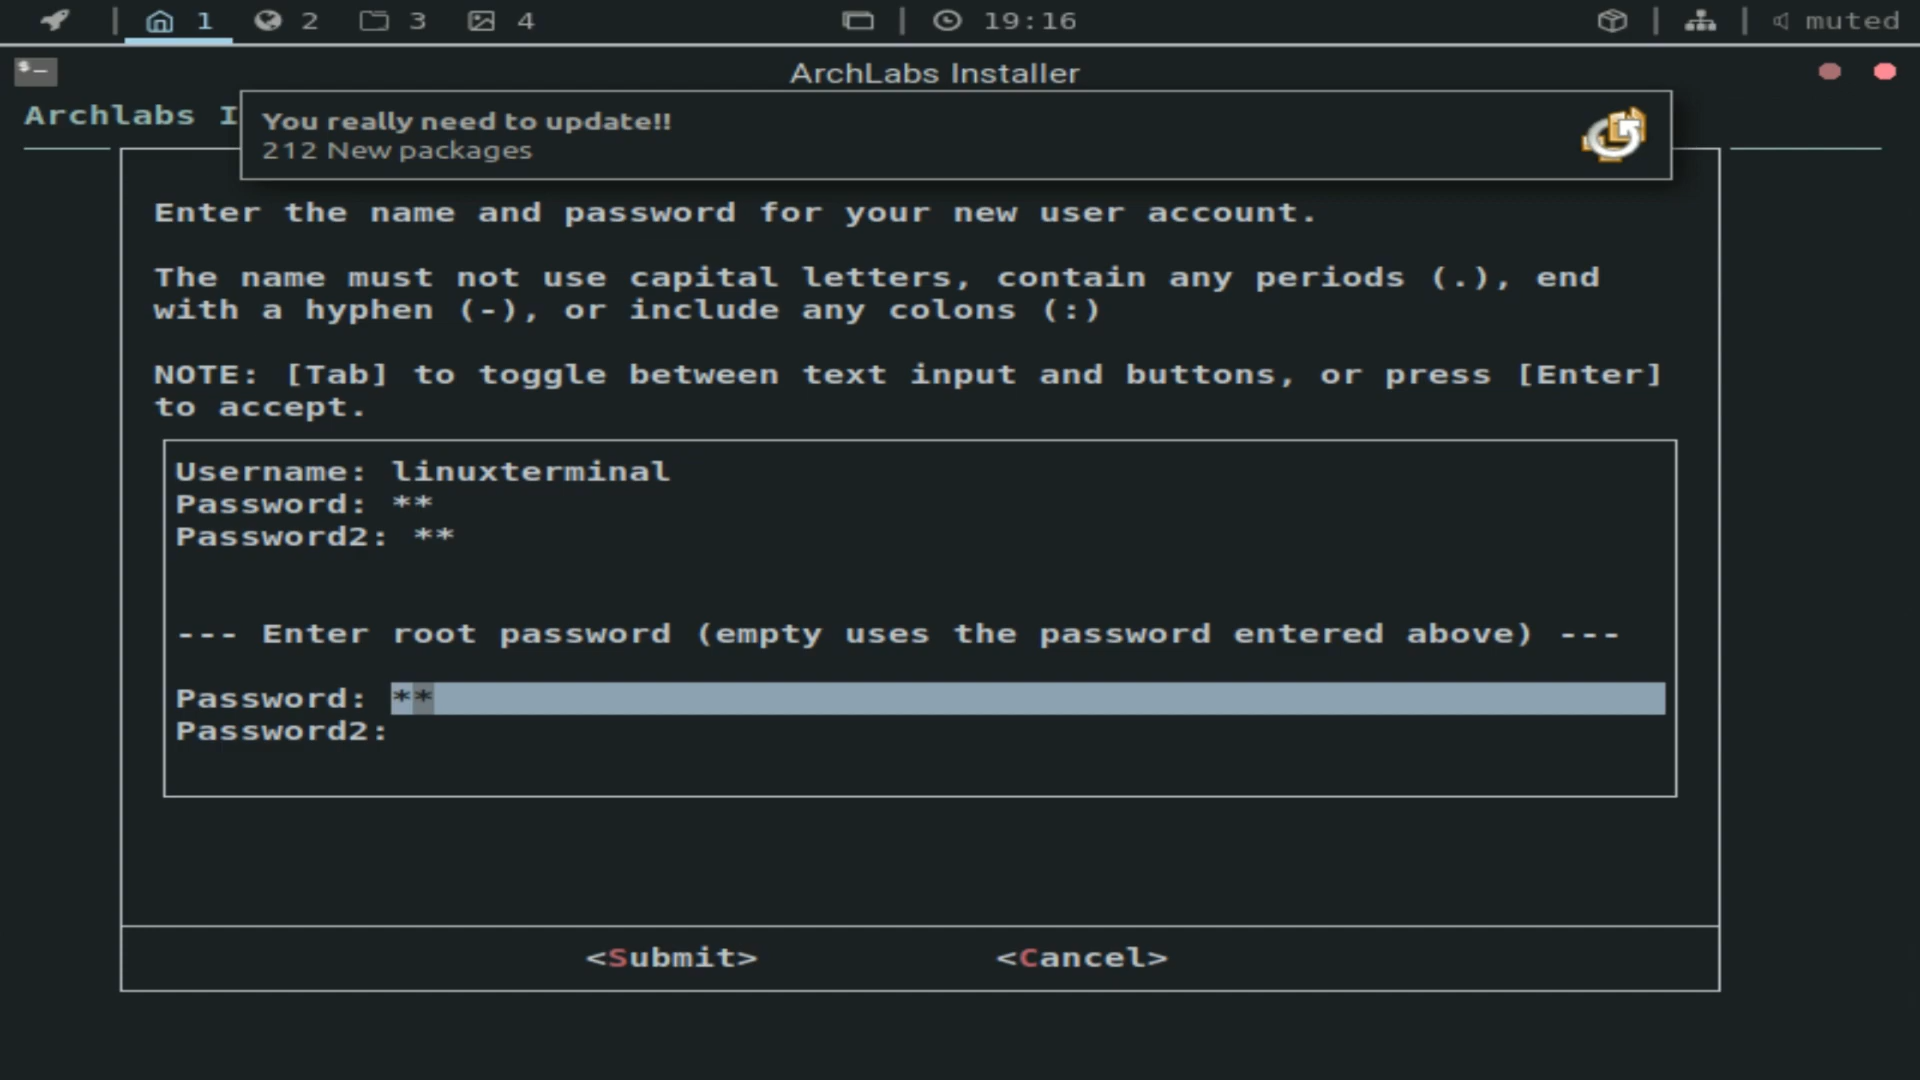 1 2 3 4 19:16 muted
$- ArchLabs Installer
Archlabs I
You really need to update!!
212 New packages
Enter the name and password for your new user account.
The name must not use capital letters, contain any periods (.), end
with a hyphen (-), or include any colons (:)
NOTE: [Tab] to toggle between text input and buttons, or press [Enter]
to accept.
Username: linuxterminal
Password: **
Password2: **
--- Enter root password (empty uses the password entered above) ---
Password: **
Password2:
<Submit> <Cancel>